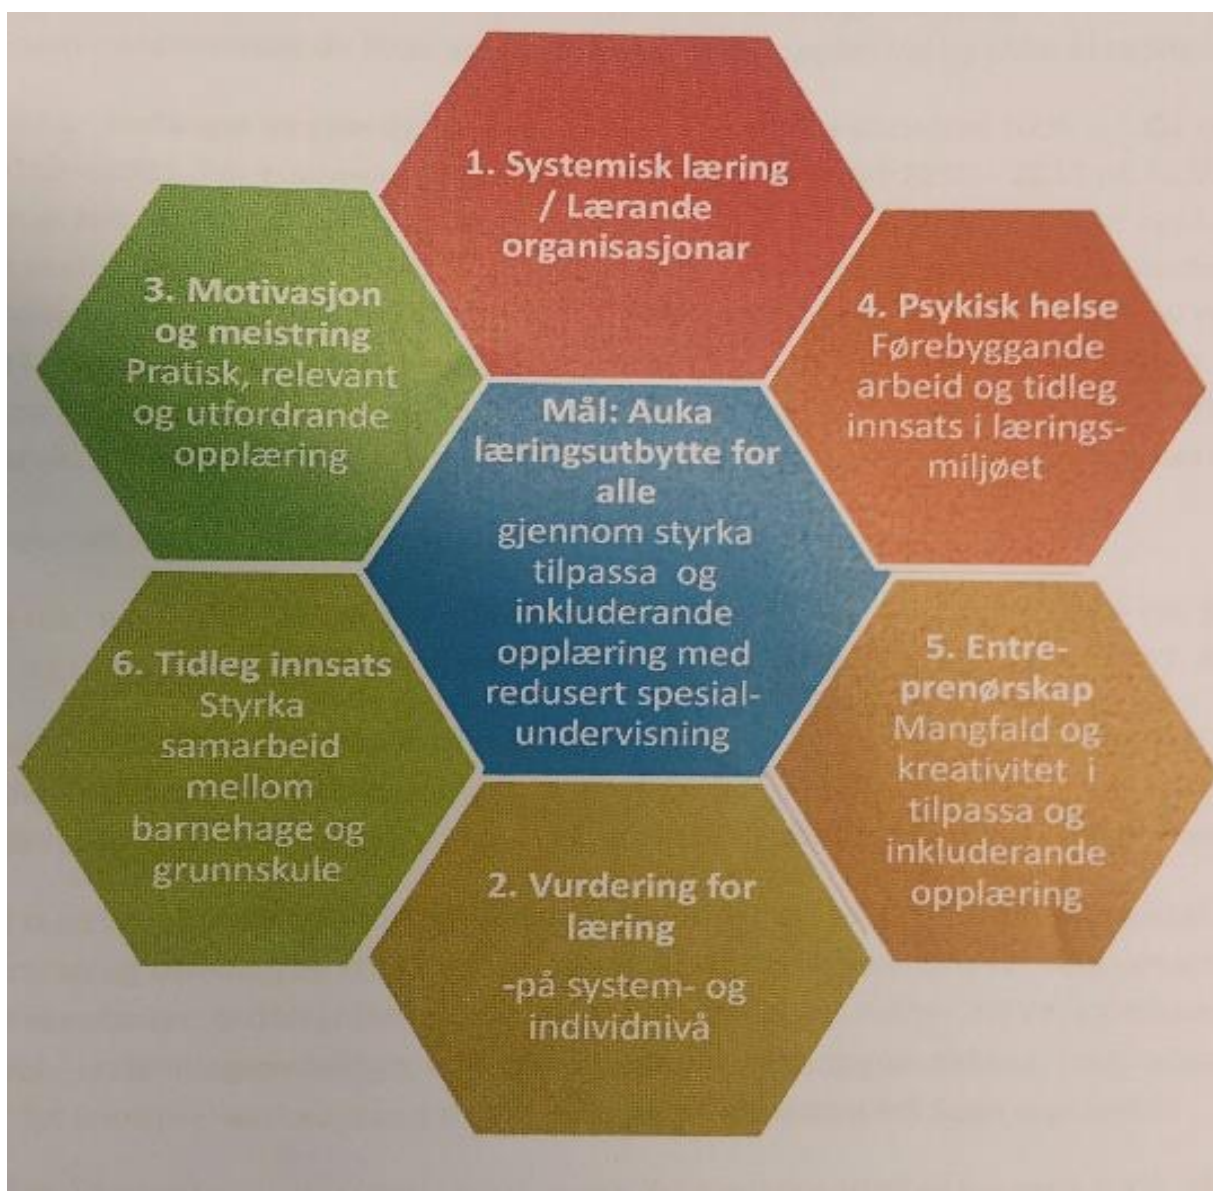 1. Systemisk læring
/ Lærande
organisasjonar
3. Motivasjon
og meistring
Pratisk, relevant
og utfordrande
opplæring
4. Psykisk helse
Førebyggande
arbeid og tidleg
innsats i lærings-
miljøet
Mål: Auka
læringsutbytte for
alle
gjennom styrka
tilpassa og
inkluderande
opplæring med
redusert spesial-
undervisning
6. Tidleg innsats
Styrka
samarbeid
mellom
barnehage og
grunnskule
5. Entre-
prenørskap
Mangfald og
kreativitet i
tilpassa og
inkluderande
opplæring
2. Vurdering for
læring
-på system- og
individnivå